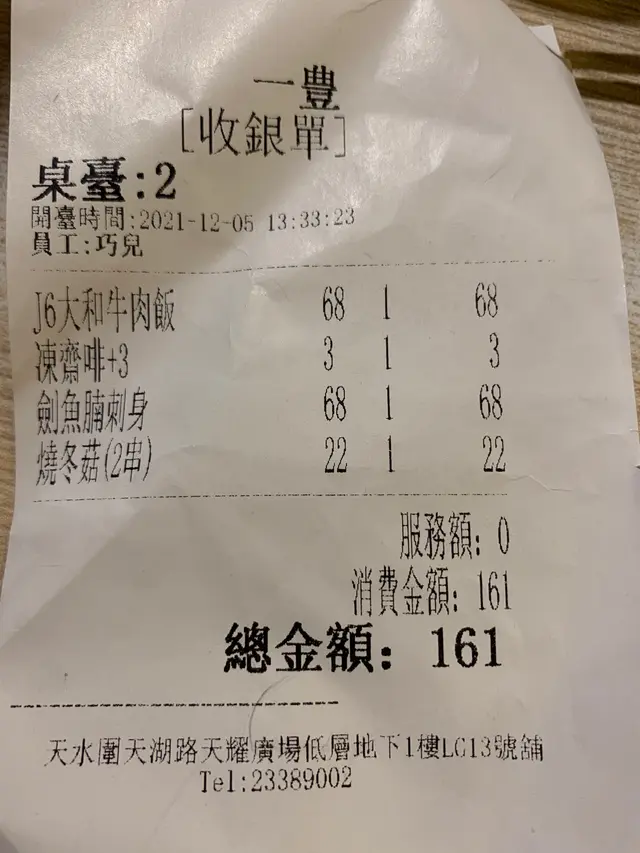 一豐
[收銀單]
桌臺:2
開臺時間:2021-12-05 13:33:23
員工:巧兒
J6大和牛肉飯 68 1 68
凍齋啡+3 3 1 3
劍魚腩刺身 68 1 68
燒冬菇(2串) 22 1 22
服務額: 0
消費金額: 161
總金額: 161
天水圍天湖路天耀廣場低層地下1樓LG13號舖
Tel:23389002